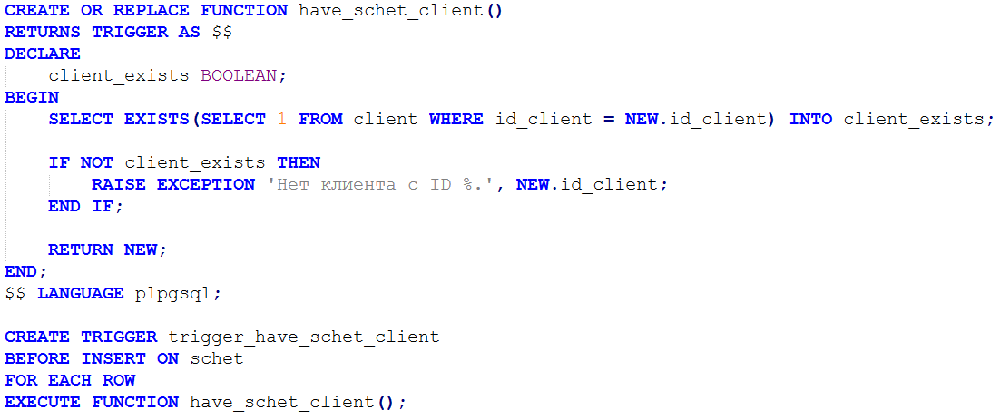 CREATE OR REPLACE FUNCTION have_schet_client()
RETURNS TRIGGER AS $$
DECLARE
    client_exists BOOLEAN;
BEGIN
    SELECT EXISTS(SELECT 1 FROM client WHERE id_client = NEW.id_client) INTO client_exists;

    IF NOT client_exists THEN
        RAISE EXCEPTION 'Нет клиента с ID %.', NEW.id_client;
    END IF;

    RETURN NEW;
END;
$$ LANGUAGE plpgsql;

CREATE TRIGGER trigger_have_schet_client
BEFORE INSERT ON schet
FOR EACH ROW
EXECUTE FUNCTION have_schet_client();